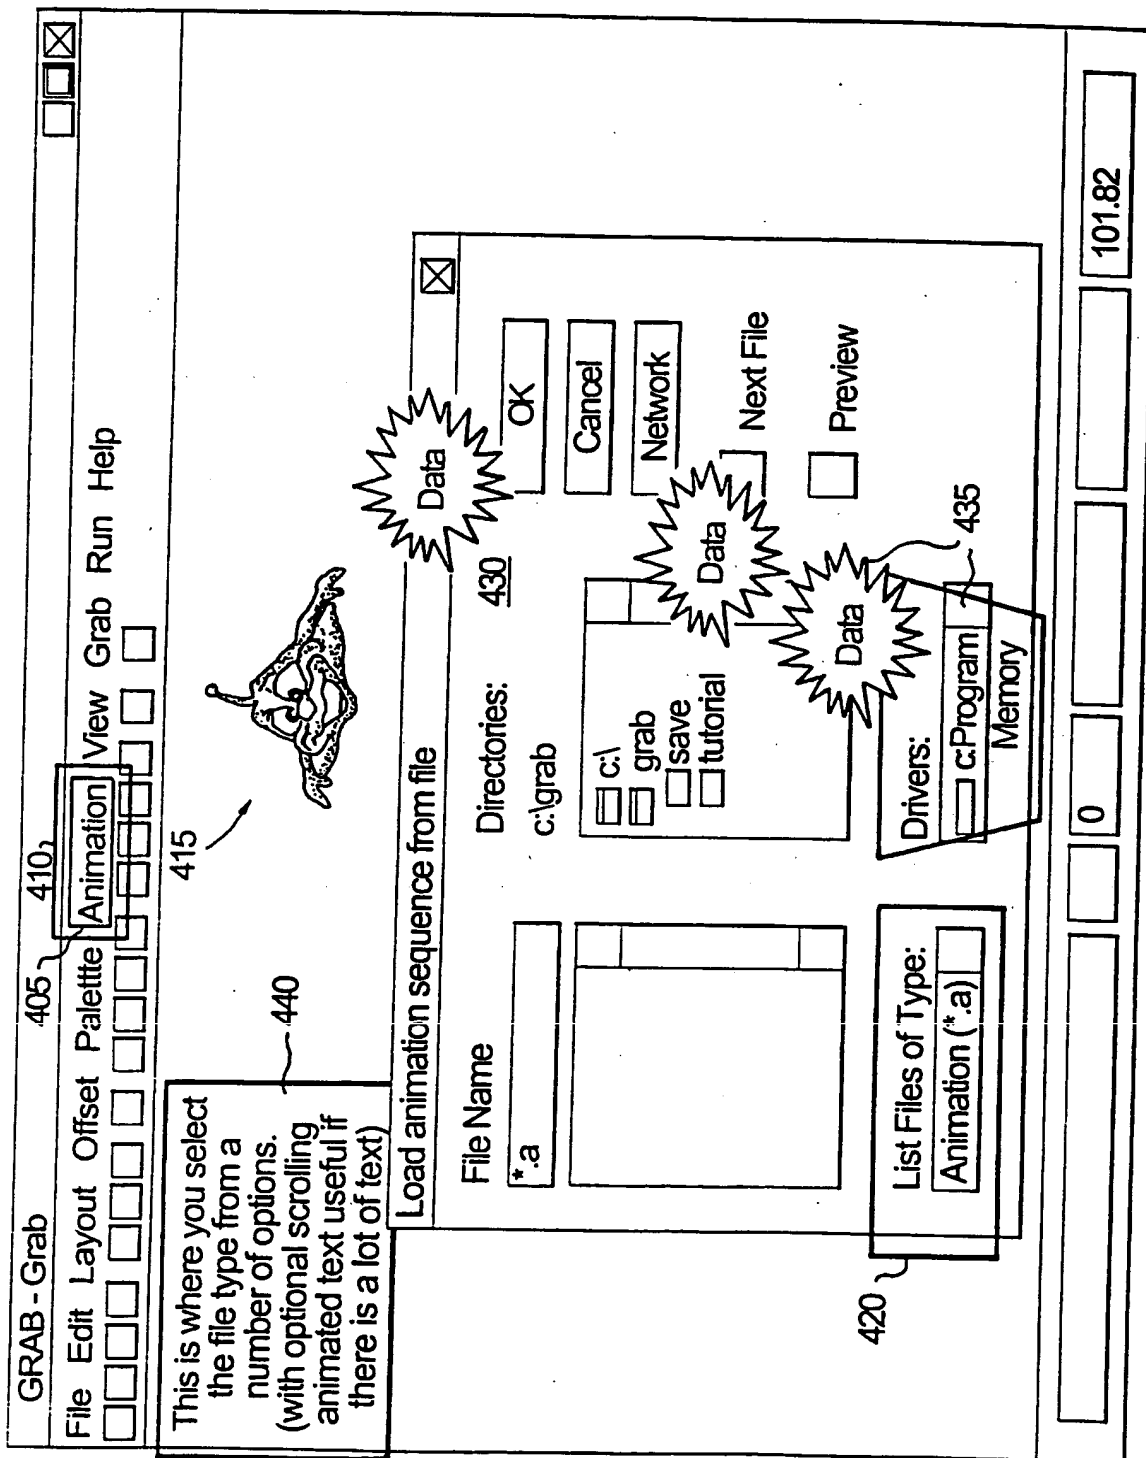 GRAB - Grab
405
410
File Edit Layout Offset Palettte Animation View Grab Run Help
This is where you select
the file type from a
number of options.
(with optional scrolling
animated text useful if
there is a lot of text)
440
415
Load animation sequence from file
Data
File Name
*.a
Directories:
c:\grab
430
c:\
grab
save
tutorial
OK
Cancel
Network
Next File
Preview
Data
Data
435
List Files of Type:
Animation (*.a)
420
Drivers:
c:Program
Memory
0
101.82